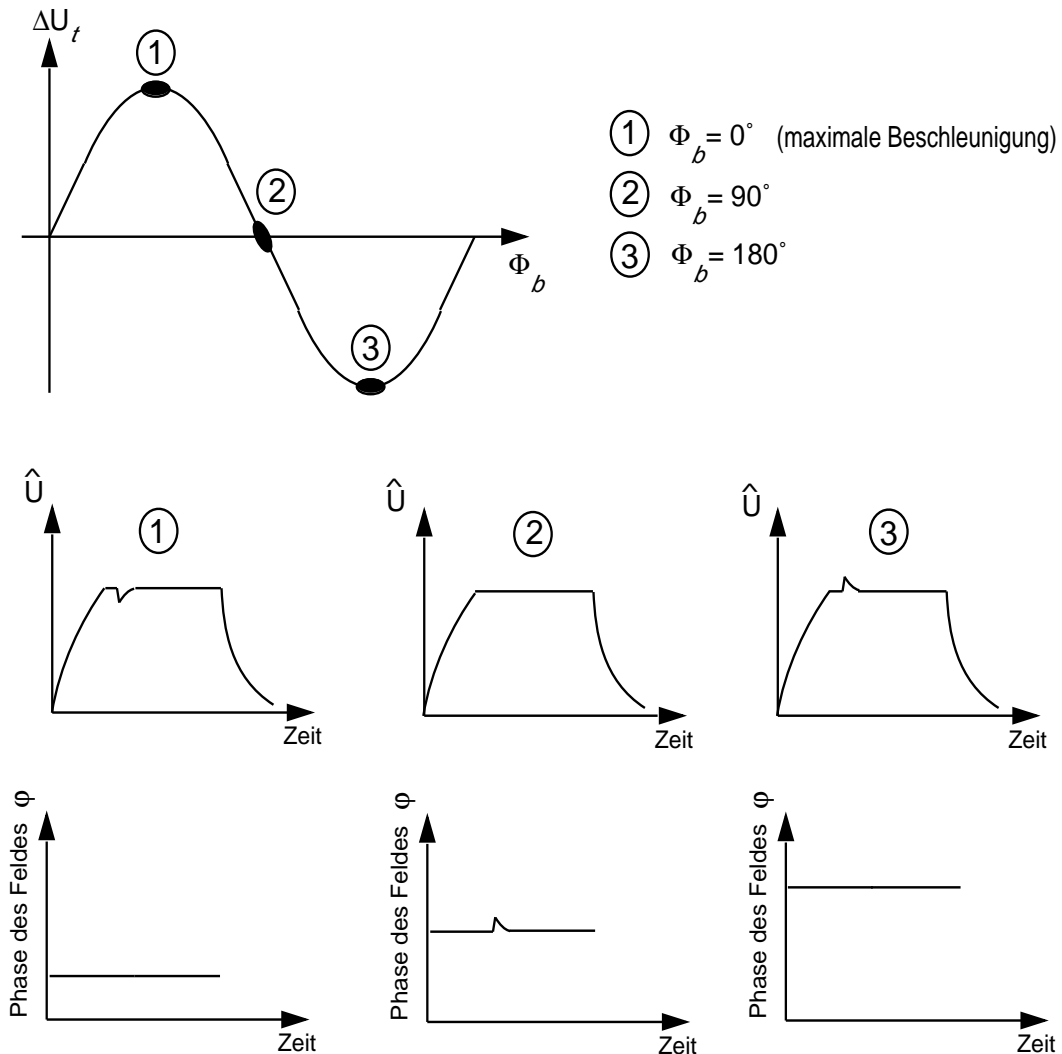 ΔU_t
1
1 Φ_b = 0° (maximale Beschleunigung)
2
2 Φ_b = 90°
3 Φ_b = 180°
Φ_b
3
Û
1
Zeit
Û
2
Zeit
Û
3
Zeit
Phase des Feldes φ
Zeit
Phase des Feldes φ
Zeit
Phase des Feldes φ
Zeit